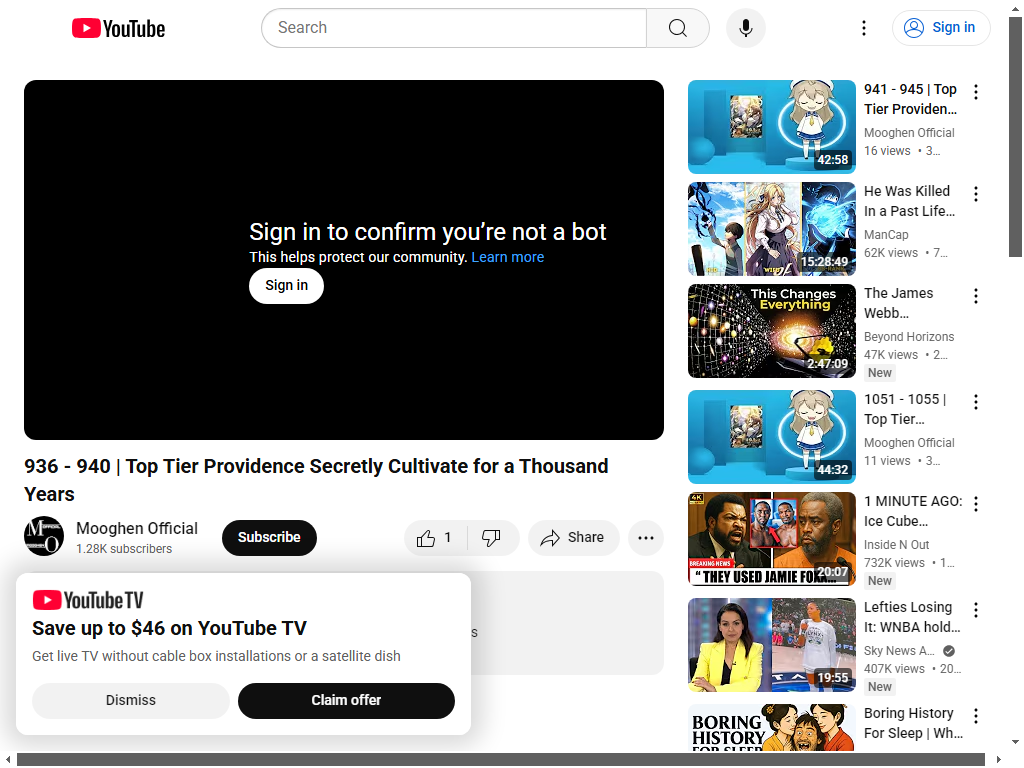 YouTube
Search
Sign in
Sign in to confirm you're not a bot
This helps protect our community. Learn more
Sign in
936 - 940 | Top Tier Providence Secretly Cultivate for a Thousand
Years
Mooghen Official
1.28K subscribers
Subscribe
1
Share
s
YouTube TV
Save up to $46 on YouTube TV
Get live TV without cable box installations or a satellite dish
Dismiss
Claim offer
42:58
941 - 945 | Top
Tier Providen...
Mooghen Official
16 views • 3...
15:28:49
He Was Killed
In a Past Life...
ManCap
62K views • 7...
This Changes
Everything
2:47:09
The James
Webb...
Beyond Horizons
47K views • 2...
New
44:32
1051 - 1055 |
Top Tier...
Mooghen Official
11 views • 3...
4K
BREAKING NEWS
" THEY USED JAMIE FOXX...
20:07
1 MINUTE AGO:
Ice Cube...
Inside N Out
732K views • 1...
New
19:55
Lefties Losing
It: WNBA hold...
Sky News A...
407K views • 20...
New
BORING
HISTORY
FOR SLEEP
Boring History
For Sleep | Wh...